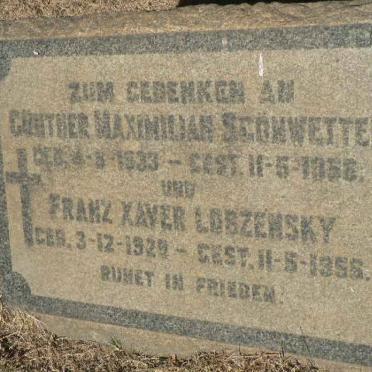 ZUM GEDENKEN AN
GÜNTHER MAXIMILIAN SCHÖNWETTE
GEB. 4-8-1933 – GEST. 11-5-1956.
UND
FRANZ XAVER LOBZENSKY
GEB. 3-12-1929 – GEST. 11-5-1956.
RUHET IN FRIEDEN.